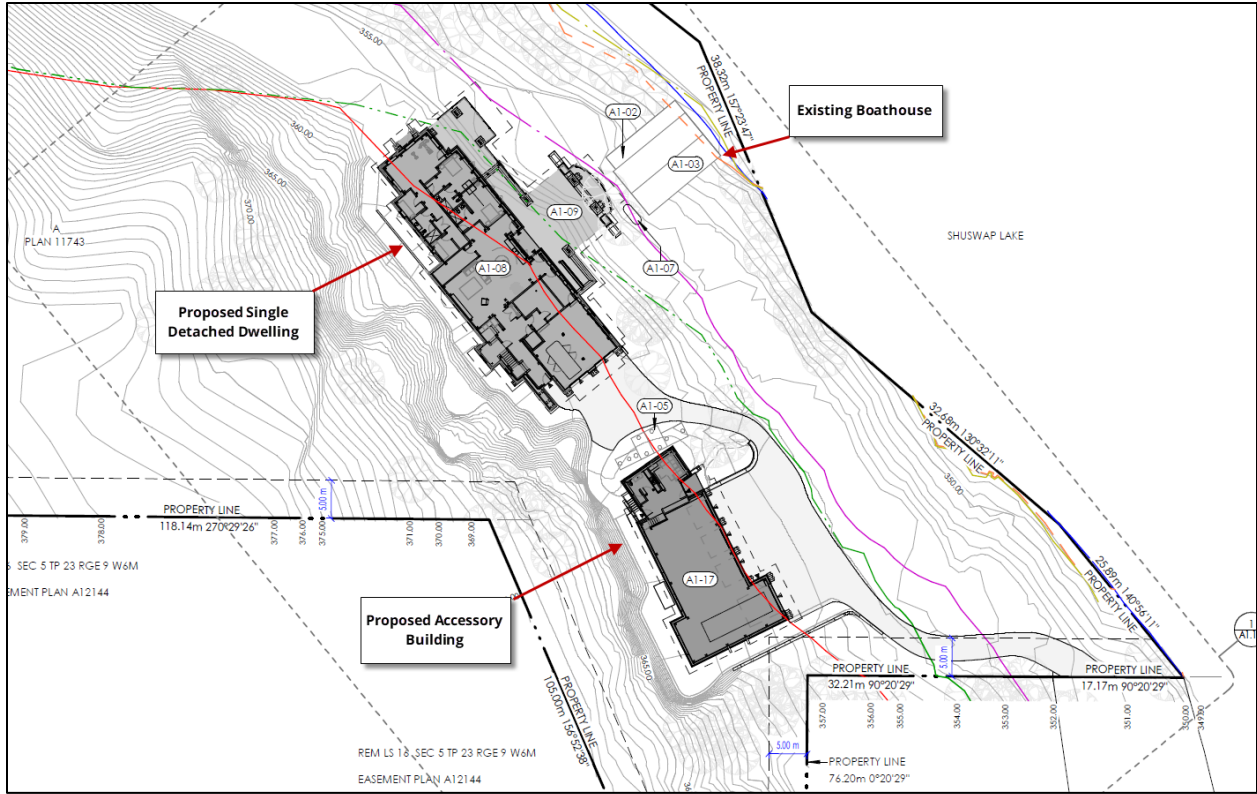 355.00
38.32m 157°23'47"
PROPERTY LINE
Existing Boathouse
A1-02
A1-03
360.00
365.00
370.00
A1-09
A
PLAN 11743
SHUSWAP LAKE
A1-08
A1-07
Proposed Single
Detached Dwelling
A1-05
32.68m 130°32'11"
PROPERTY LINE
350.00
5.00 m
PROPERTY LINE
118.14m 270°29'26"
379.00
378.00
377.00
376.00
375.00
371.00
370.00
369.00
SEC 5 TP 23 RGE 9 W6M
EMENT PLAN A12144
A1-17
25.89m 140°56'11"
PROPERTY LINE
Proposed Accessory
Building
1
A1.1
365.00
5.00 m
PROPERTY LINE
32.21m 90°20'29"
PROPERTY LINE
17.17m 90°20'29"
PROPERTY LINE
105.00m 156°52'38"
357.00
356.00
355.00
354.00
353.00
352.00
351.00
350.00
349.00
REM LS 16, SEC 5 TP 23 RGE 9 W6M
EASEMENT PLAN A12144
5.00 m
PROPERTY LINE
76.20m 0°20'29"